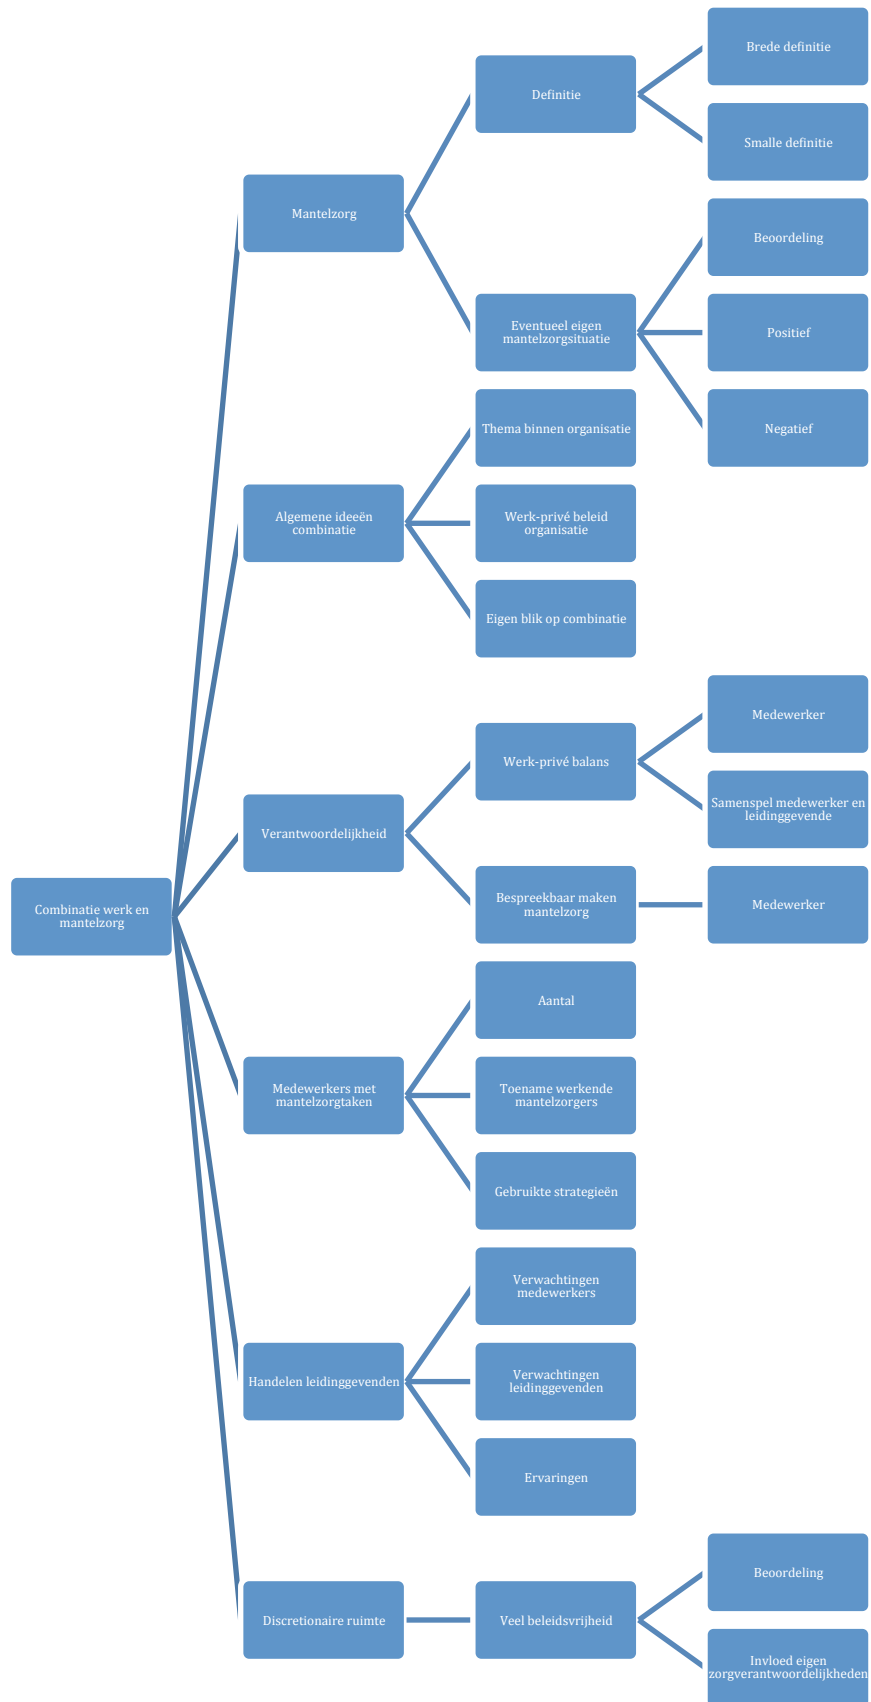 Combinatie werk en
mantelzorg
Mantelzorg
Definitie
Brede definitie
Smalle definitie
Eventueel eigen
mantelzorgsituatie
Beoordeling
Positief
Negatief
Algemene ideeën
combinatie
Thema binnen organisatie
Werk-privé beleid
organisatie
Eigen blik op combinatie
Verantwoordelijkheid
Werk-privé balans
Medewerker
Samenspel medewerker en
leidinggevende
Bespreekbaar maken
mantelzorg
Medewerker
Medewerkers met
mantelzorgtaken
Aantal
Toename werkende
mantelzorgers
Gebruikte strategieën
Handelen leidinggevenden
Verwachtingen
medewerkers
Verwachtingen
leidinggevenden
Ervaringen
Discretionaire ruimte
Veel beleidsvrijheid
Beoordeling
Invloed eigen
zorgverantwoordelijkheden